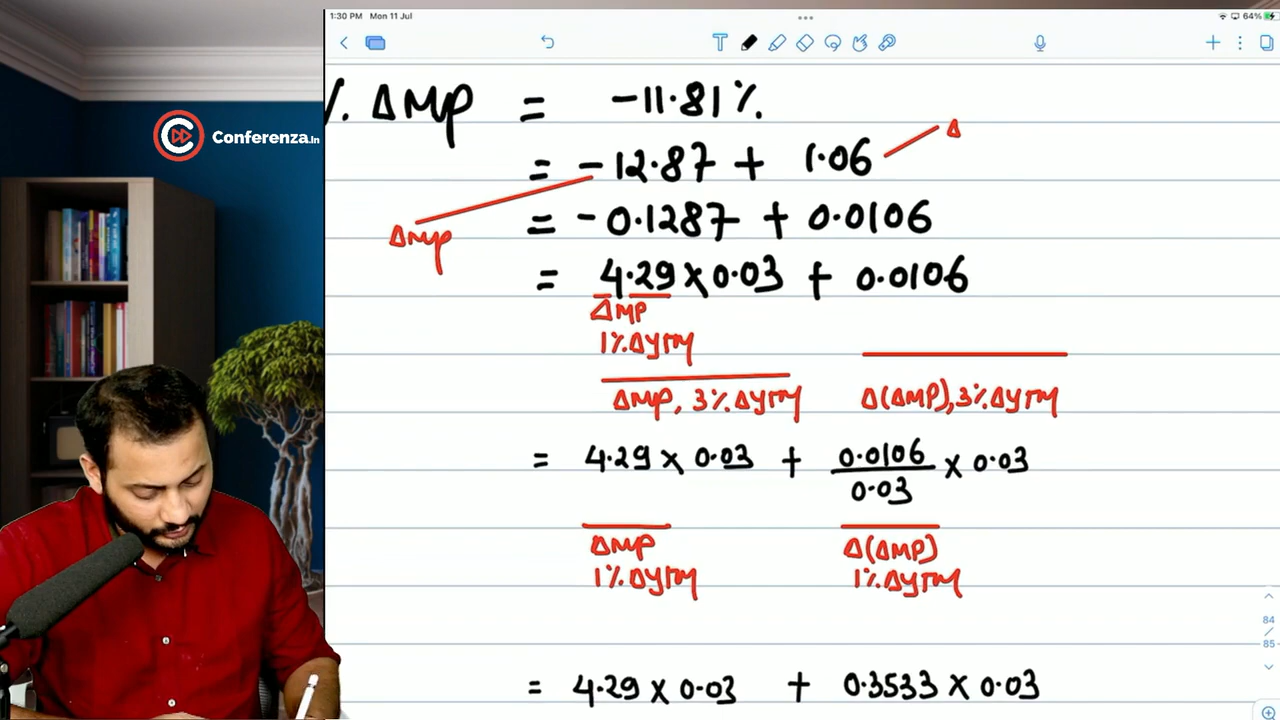 1:30 PM Mon 11 Jul
64%
Conferenza.in
%. ΔMP = -11.81%.
= -12.87 + 1.06
Δ
ΔMP
= -0.1287 + 0.0106
= 4.29 × 0.03 + 0.0106
ΔMP
1% ΔYTM
ΔMP, 3% ΔYTM Δ(ΔMP), 3% ΔYTM
= 4.29 × 0.03 + 0.0106/0.03 × 0.03
ΔMP Δ(ΔMP)
1% ΔYTM 1% ΔYTM
84
/
85
= 4.29 × 0.03 + 0.3533 × 0.03